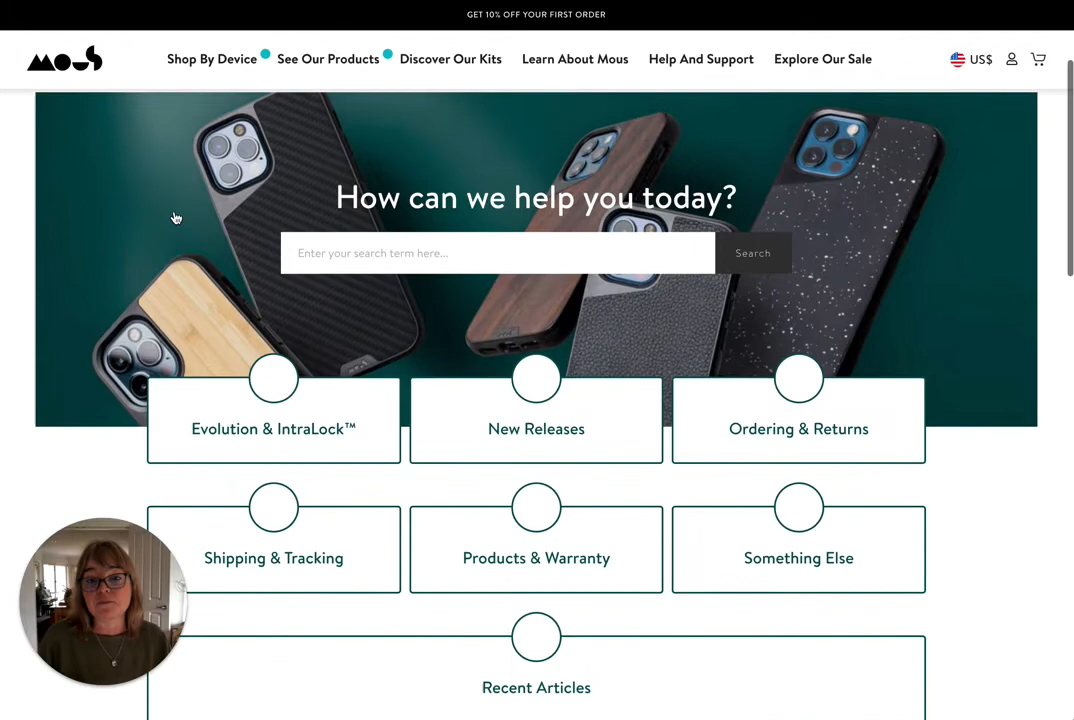 GET 10% OFF YOUR FIRST ORDER
mous
Shop By Device
See Our Products
Discover Our Kits
Learn About Mous
Help And Support
Explore Our Sale
US$
How can we help you today?
Enter your search term here...
Search
Evolution & IntraLock™
New Releases
Ordering & Returns
Shipping & Tracking
Products & Warranty
Something Else
Recent Articles